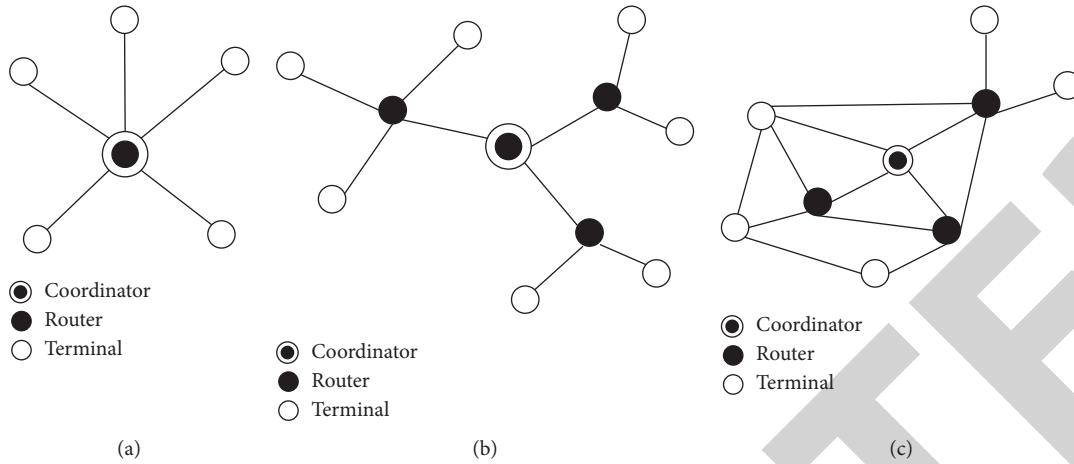 Coordinator
Router
Terminal
(a)
Coordinator
Router
Terminal
(b)
Coordinator
Router
Terminal
(c)